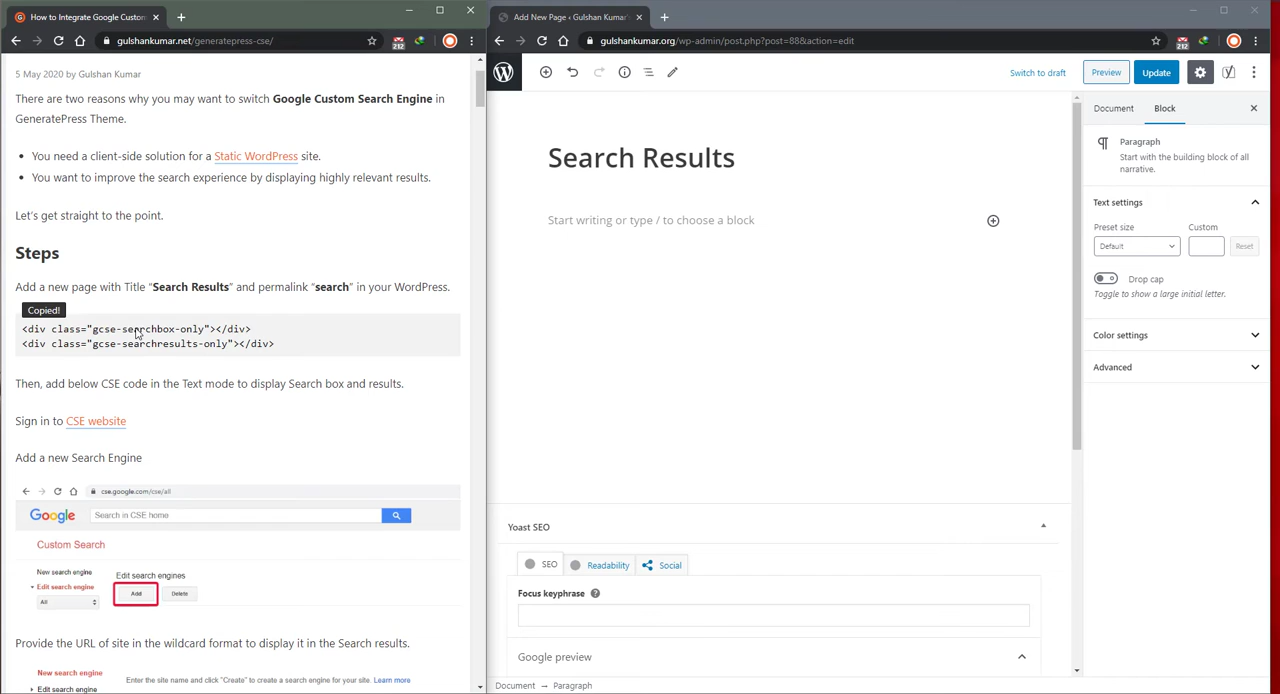 How to Integrate Google Custom
gulshankumar.net/generatepress-cse/
212
5 May 2020 by Gulshan Kumar
There are two reasons why you may want to switch Google Custom Search Engine in
GeneratePress Theme.
You need a client-side solution for a Static WordPress site.
You want to improve the search experience by displaying highly relevant results.
Let's get straight to the point.
Steps
Add a new page with Title "Search Results" and permalink "search" in your WordPress.
Copied!
<div class="gcse-searchbox-only"></div>
<div class="gcse-searchresults-only"></div>
Then, add below CSE code in the Text mode to display Search box and results.
Sign in to CSE website
Add a new Search Engine
cse.google.com/cse/all
Google
Search in CSE home
Custom Search
New search engine
Edit search engine
All
Edit search engines
Add
Delete
Provide the URL of site in the wildcard format to display it in the Search results.
New search engine
Edit search engine
Enter the site name and click "Create" to create a search engine for your site. Learn more
Add New Page ‹ Gulshan Kumar
gulshankumar.org/wp-admin/post.php?post=88&action=edit
212
Switch to draft
Preview
Update
Search Results
Start writing or type / to choose a block
Document
Block
Paragraph
Start with the building block of all
narrative.
Text settings
Preset size
Custom
Default
Reset
Drop cap
Toggle to show a large initial letter.
Color settings
Advanced
Yoast SEO
SEO
Readability
Social
Focus keyphrase
Google preview
Document → Paragraph